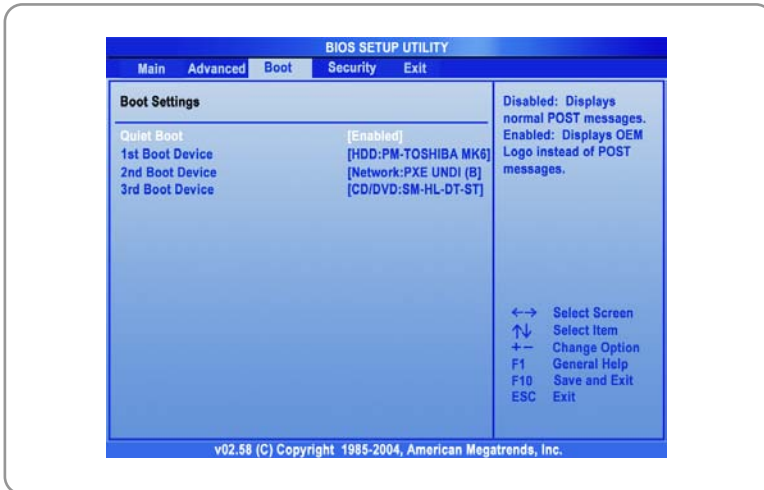 BIOS SETUP UTILITY
Main Advanced Boot Security Exit
Boot Settings
Quiet Boot [Enabled]
1st Boot Device [HDD:PM-TOSHIBA MK6]
2nd Boot Device [Network:PXE UNDI (B]
3rd Boot Device [CD/DVD:SM-HL-DT-ST]
Disabled: Displays
normal POST messages.
Enabled: Displays OEM
Logo instead of POST
messages.
←→ Select Screen
↑↓ Select Item
+− Change Option
F1 General Help
F10 Save and Exit
ESC Exit
v02.58 (C) Copyright 1985-2004, American Megatrends, Inc.